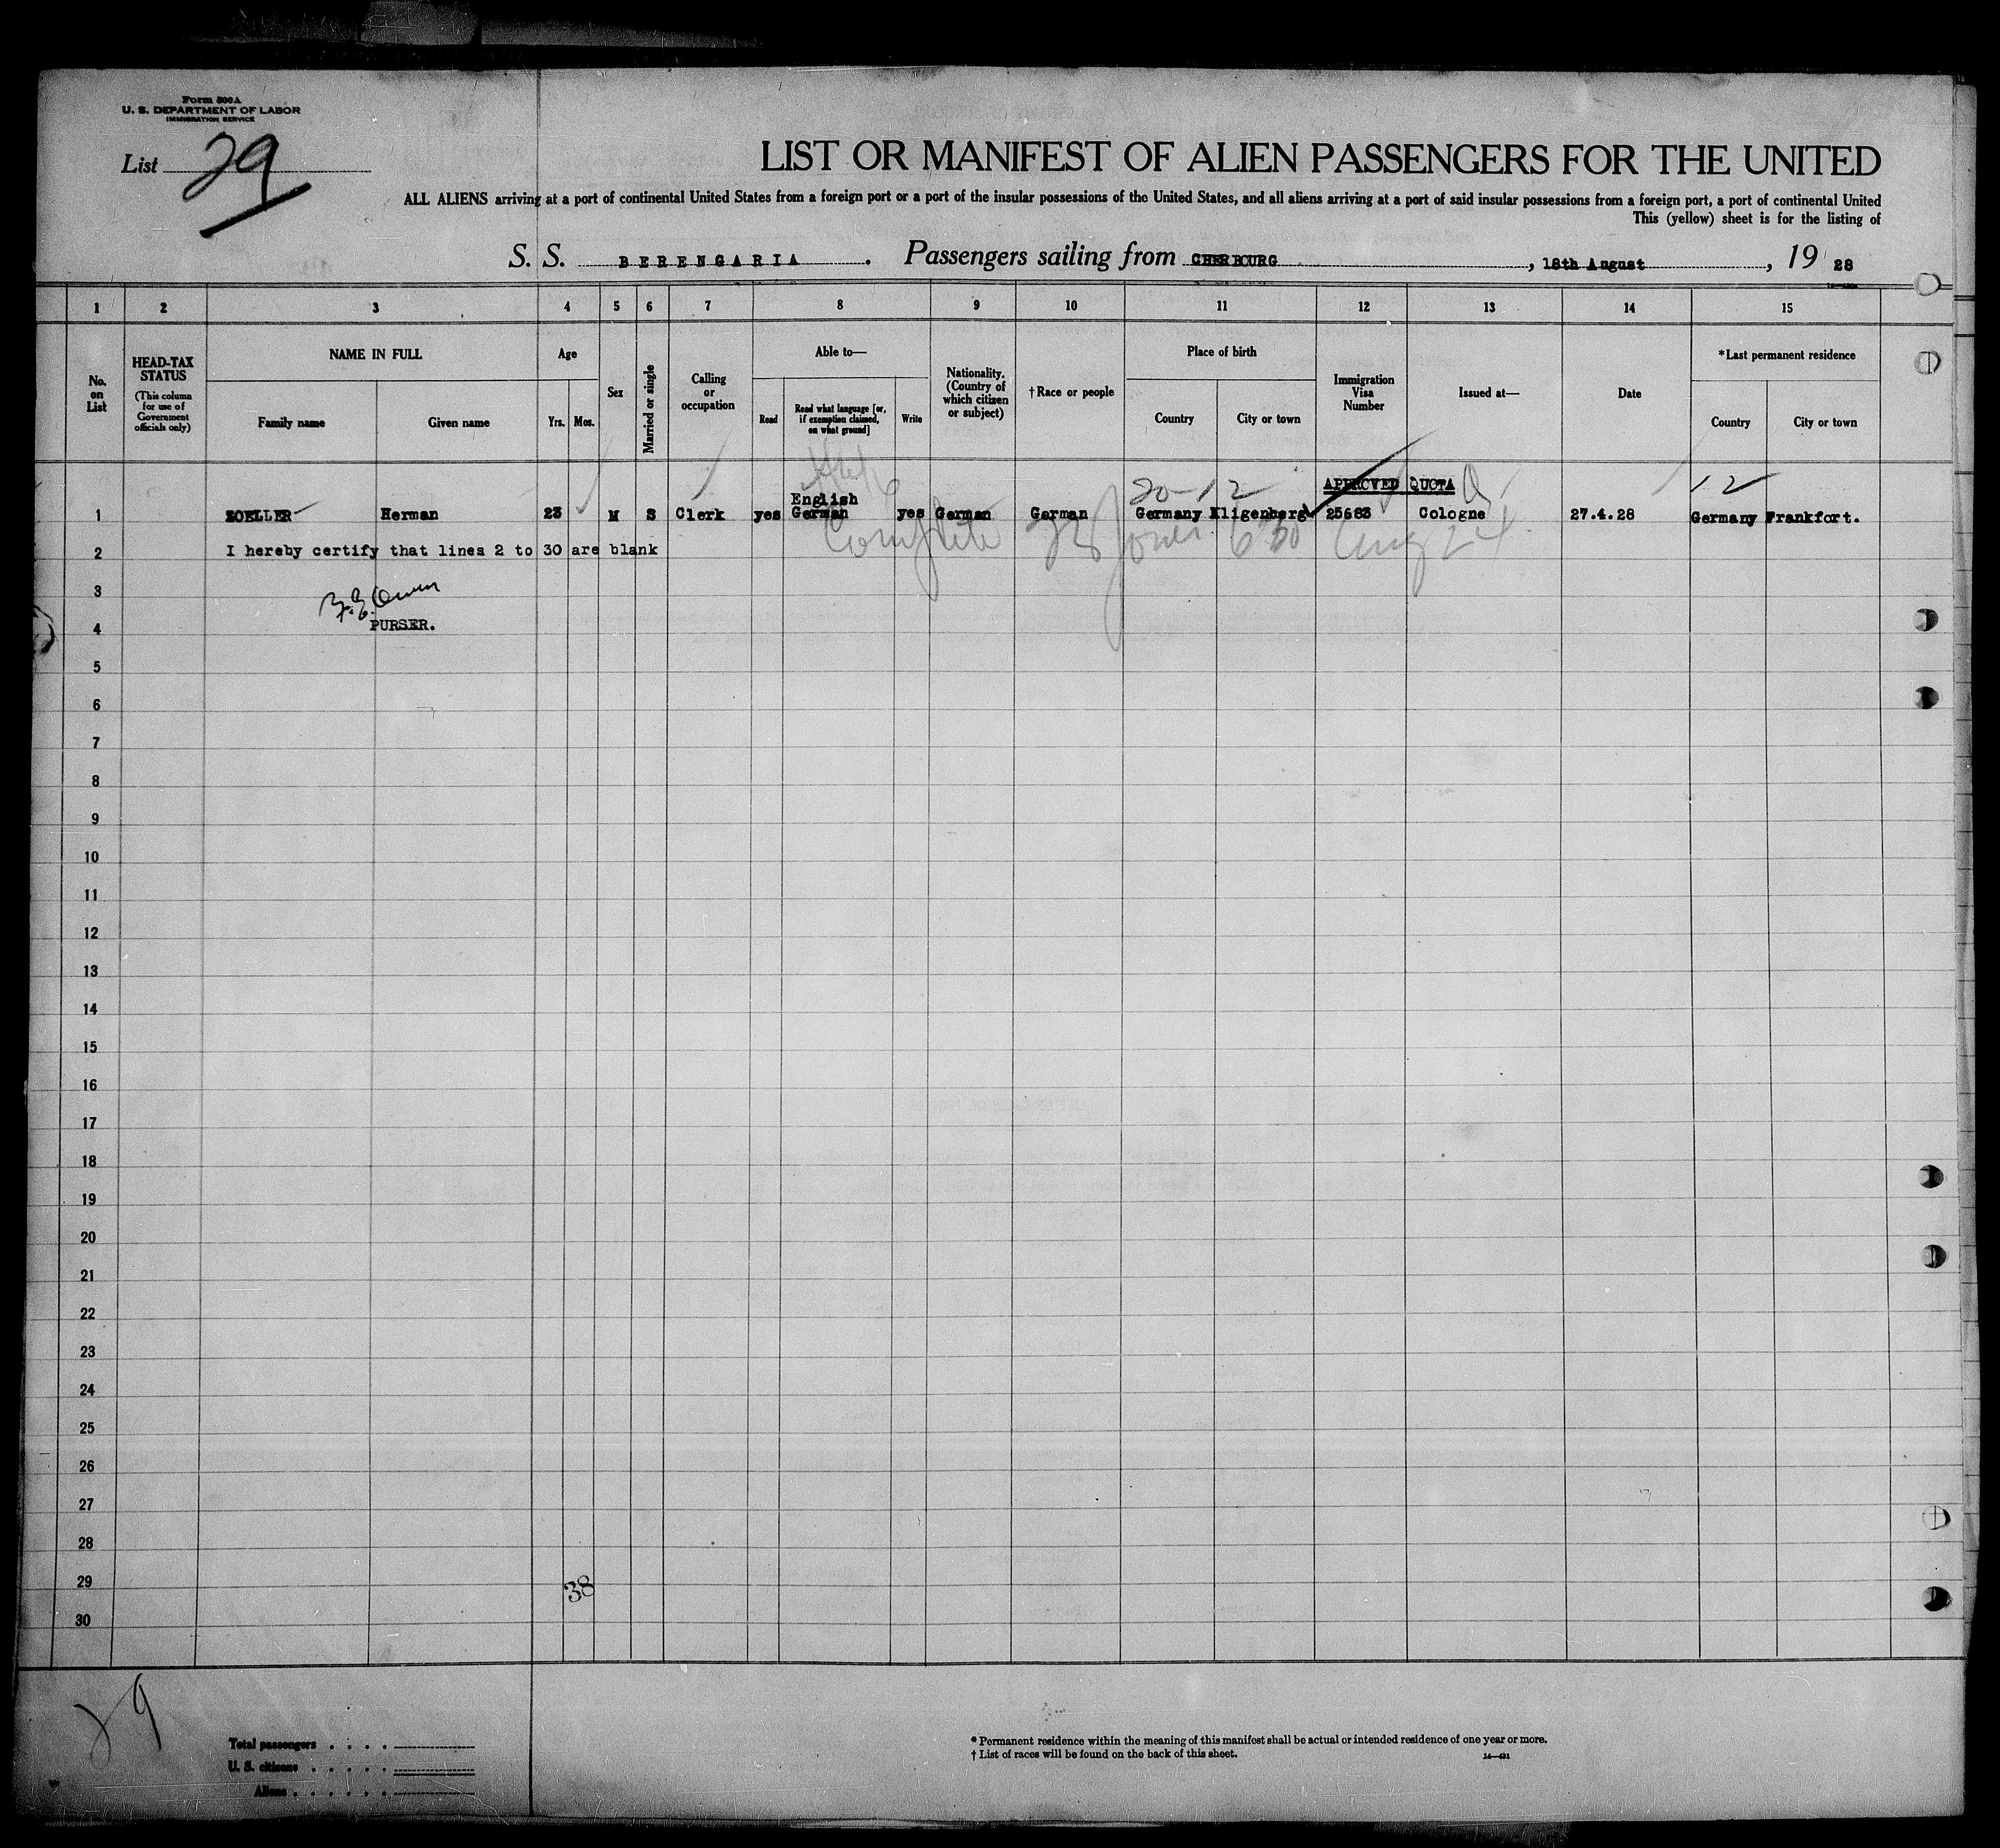 Form 500A
U. S. DEPARTMENT OF LABOR
IMMIGRATION SERVICE
List 29
LIST OR MANIFEST OF ALIEN PASSENGERS FOR THE UNITED
ALL ALIENS arriving at a port of continental United States from a foreign port or a port of the insular possessions of the United States, and all aliens arriving at a port of said insular possessions from a foreign port, a port of continental United
This (yellow) sheet is for the listing of
S. S. BERENGARIA. Passengers sailing from CHERBOURG, 18th August, 19 28
1 2 3 4 5 6 7 8 9 10 11 12 13 14 15
No. on List
HEAD-TAX STATUS
(This column for use of Government officials only)
NAME IN FULL
Family name Given name
Age
Yrs. Mos.
Sex
Married or single
Calling or occupation
Able to—
Read
Read what language [or, if exemption claimed, on what ground]
Write
Nationality. (Country of which citizen or subject)
†Race or people
Place of birth
Country City or town
Immigration Visa Number
Issued at—
Date
*Last permanent residence
Country City or town
20-12 APPROVED QUOTA 12
English
1 ZOELLER Herman 23 M S Clerk yes German yes German German Germany Kligenberg 25683 Cologne 27.4.28 Germany Frankfort.
Complete Jones 630 Aug 24
2 I hereby certify that lines 2 to 30 are blank
3
4 PURSER.
5
6
7
8
9
10
11
12
13
14
15
16
17
18
19
20
21
22
23
24
25
26
27
28
29 38
30
29
Total passengers
U. S. citizens
Aliens
* Permanent residence within the meaning of this manifest shall be actual or intended residence of one year or more.
† List of races will be found on the back of this sheet.
14—421